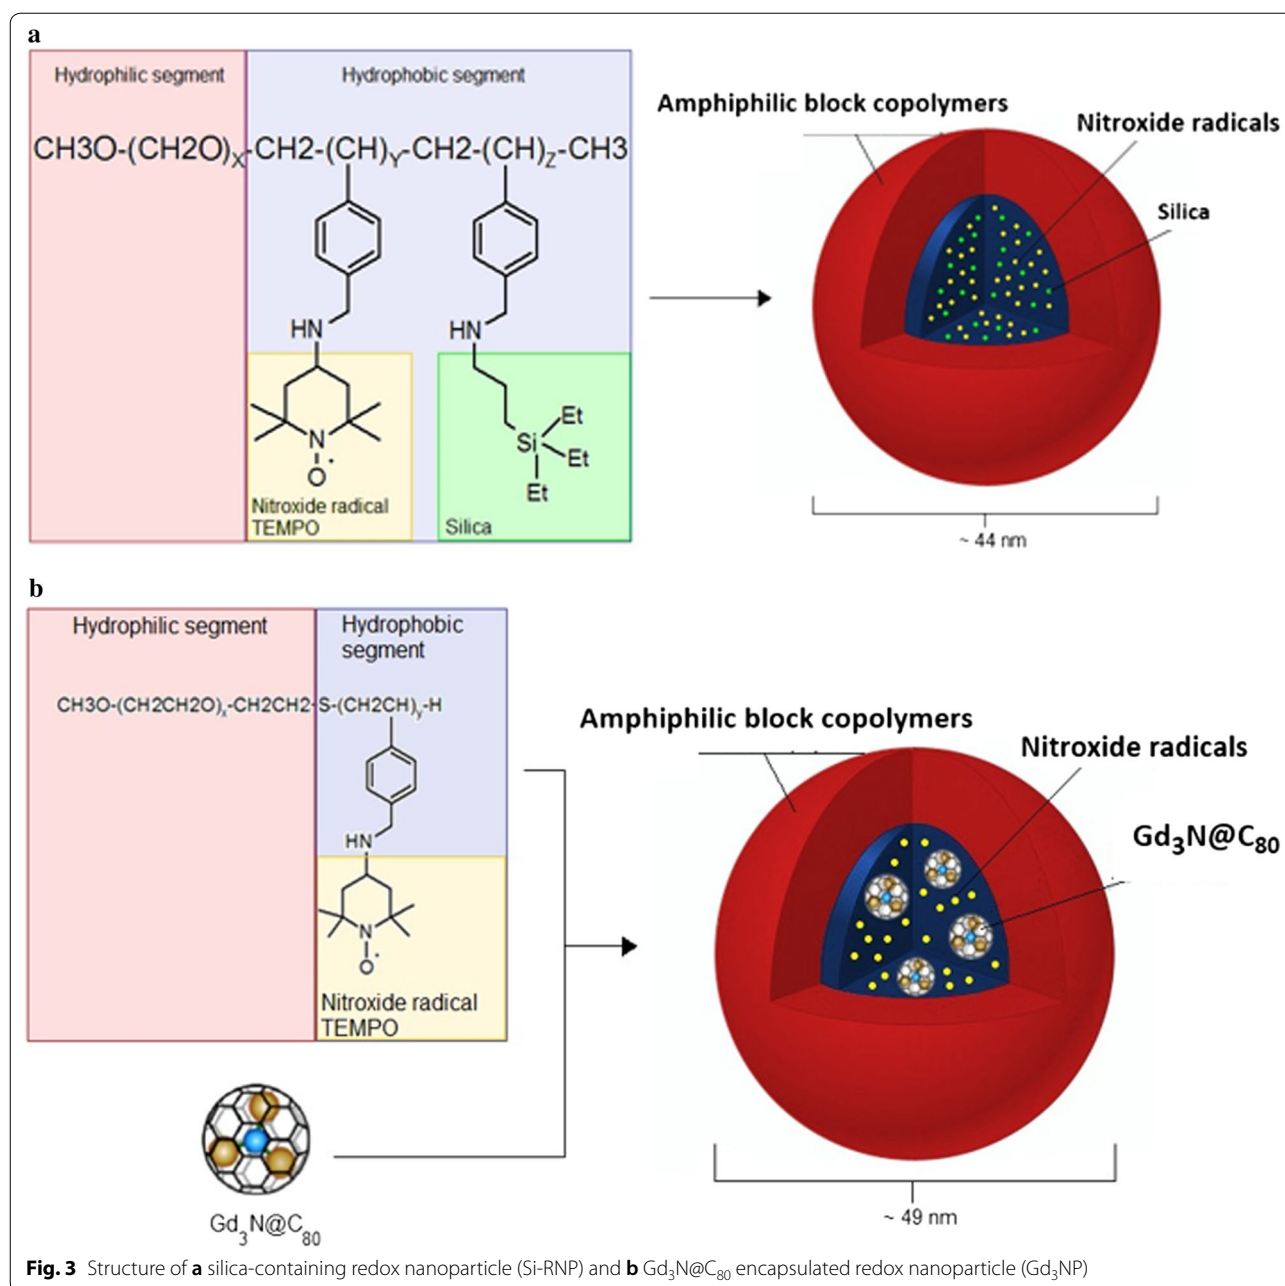 a
Hydrophilic segment
Hydrophobic segment
CH3O-(CH2O)X-CH2-(CH)Y-CH2-(CH)Z-CH3
HN
HN
N
O
Nitroxide radical
TEMPO
Si
Et
Et
Et
Silica
Amphiphilic block copolymers
Nitroxide radicals
Silica
~ 44 nm
b
Hydrophilic segment
Hydrophobic
segment
CH3O-(CH2CH2O)x-CH2CH2-S-(CH2CH)y-H
HN
N
O
Nitroxide radical
TEMPO
Gd3N@C80
Amphiphilic block copolymers
Nitroxide radicals
Gd3N@C80
~ 49 nm
Fig. 3 Structure of a silica-containing redox nanoparticle (Si-RNP) and b Gd3N@C80 encapsulated redox nanoparticle (Gd3NP)